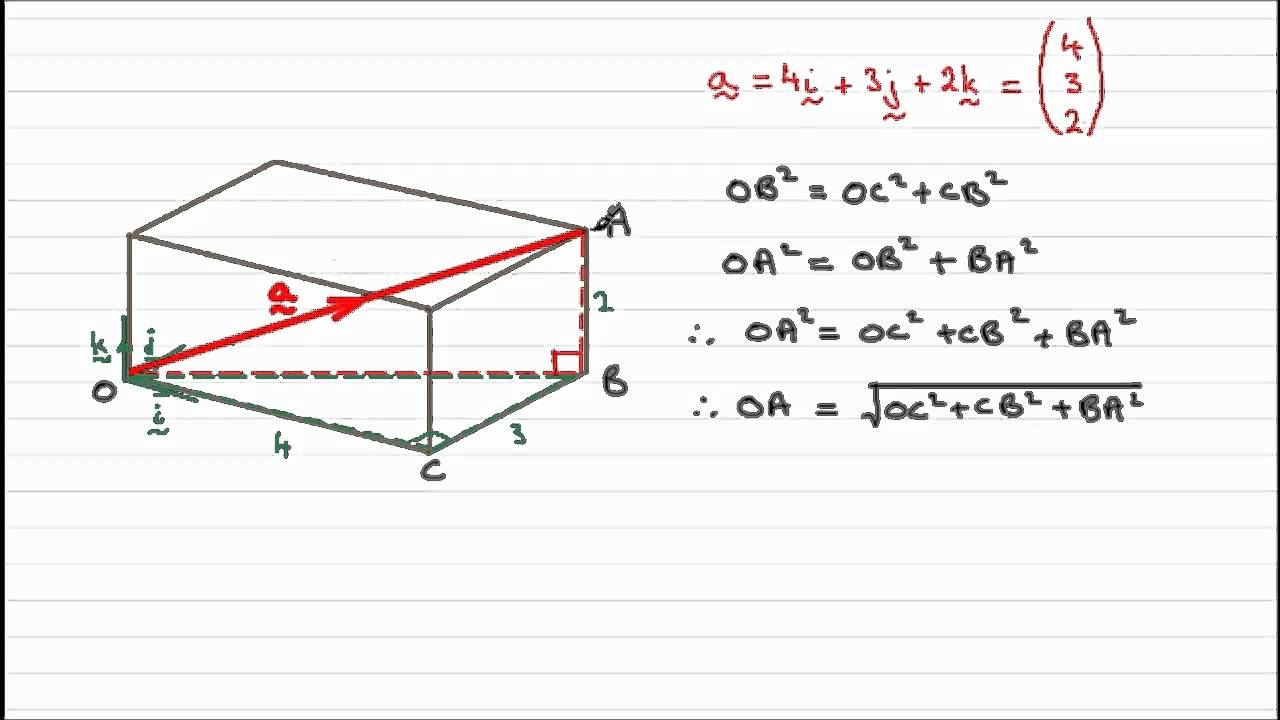 a = 4i + 3j + 2k = (4
3
2)
OB² = OC² + CB²
OA² = OB² + BA²
∴ OA² = OC² + CB² + BA²
∴ OA = √OC² + CB² + BA²
A
a
2
k
j
O
i
B
4
3
C